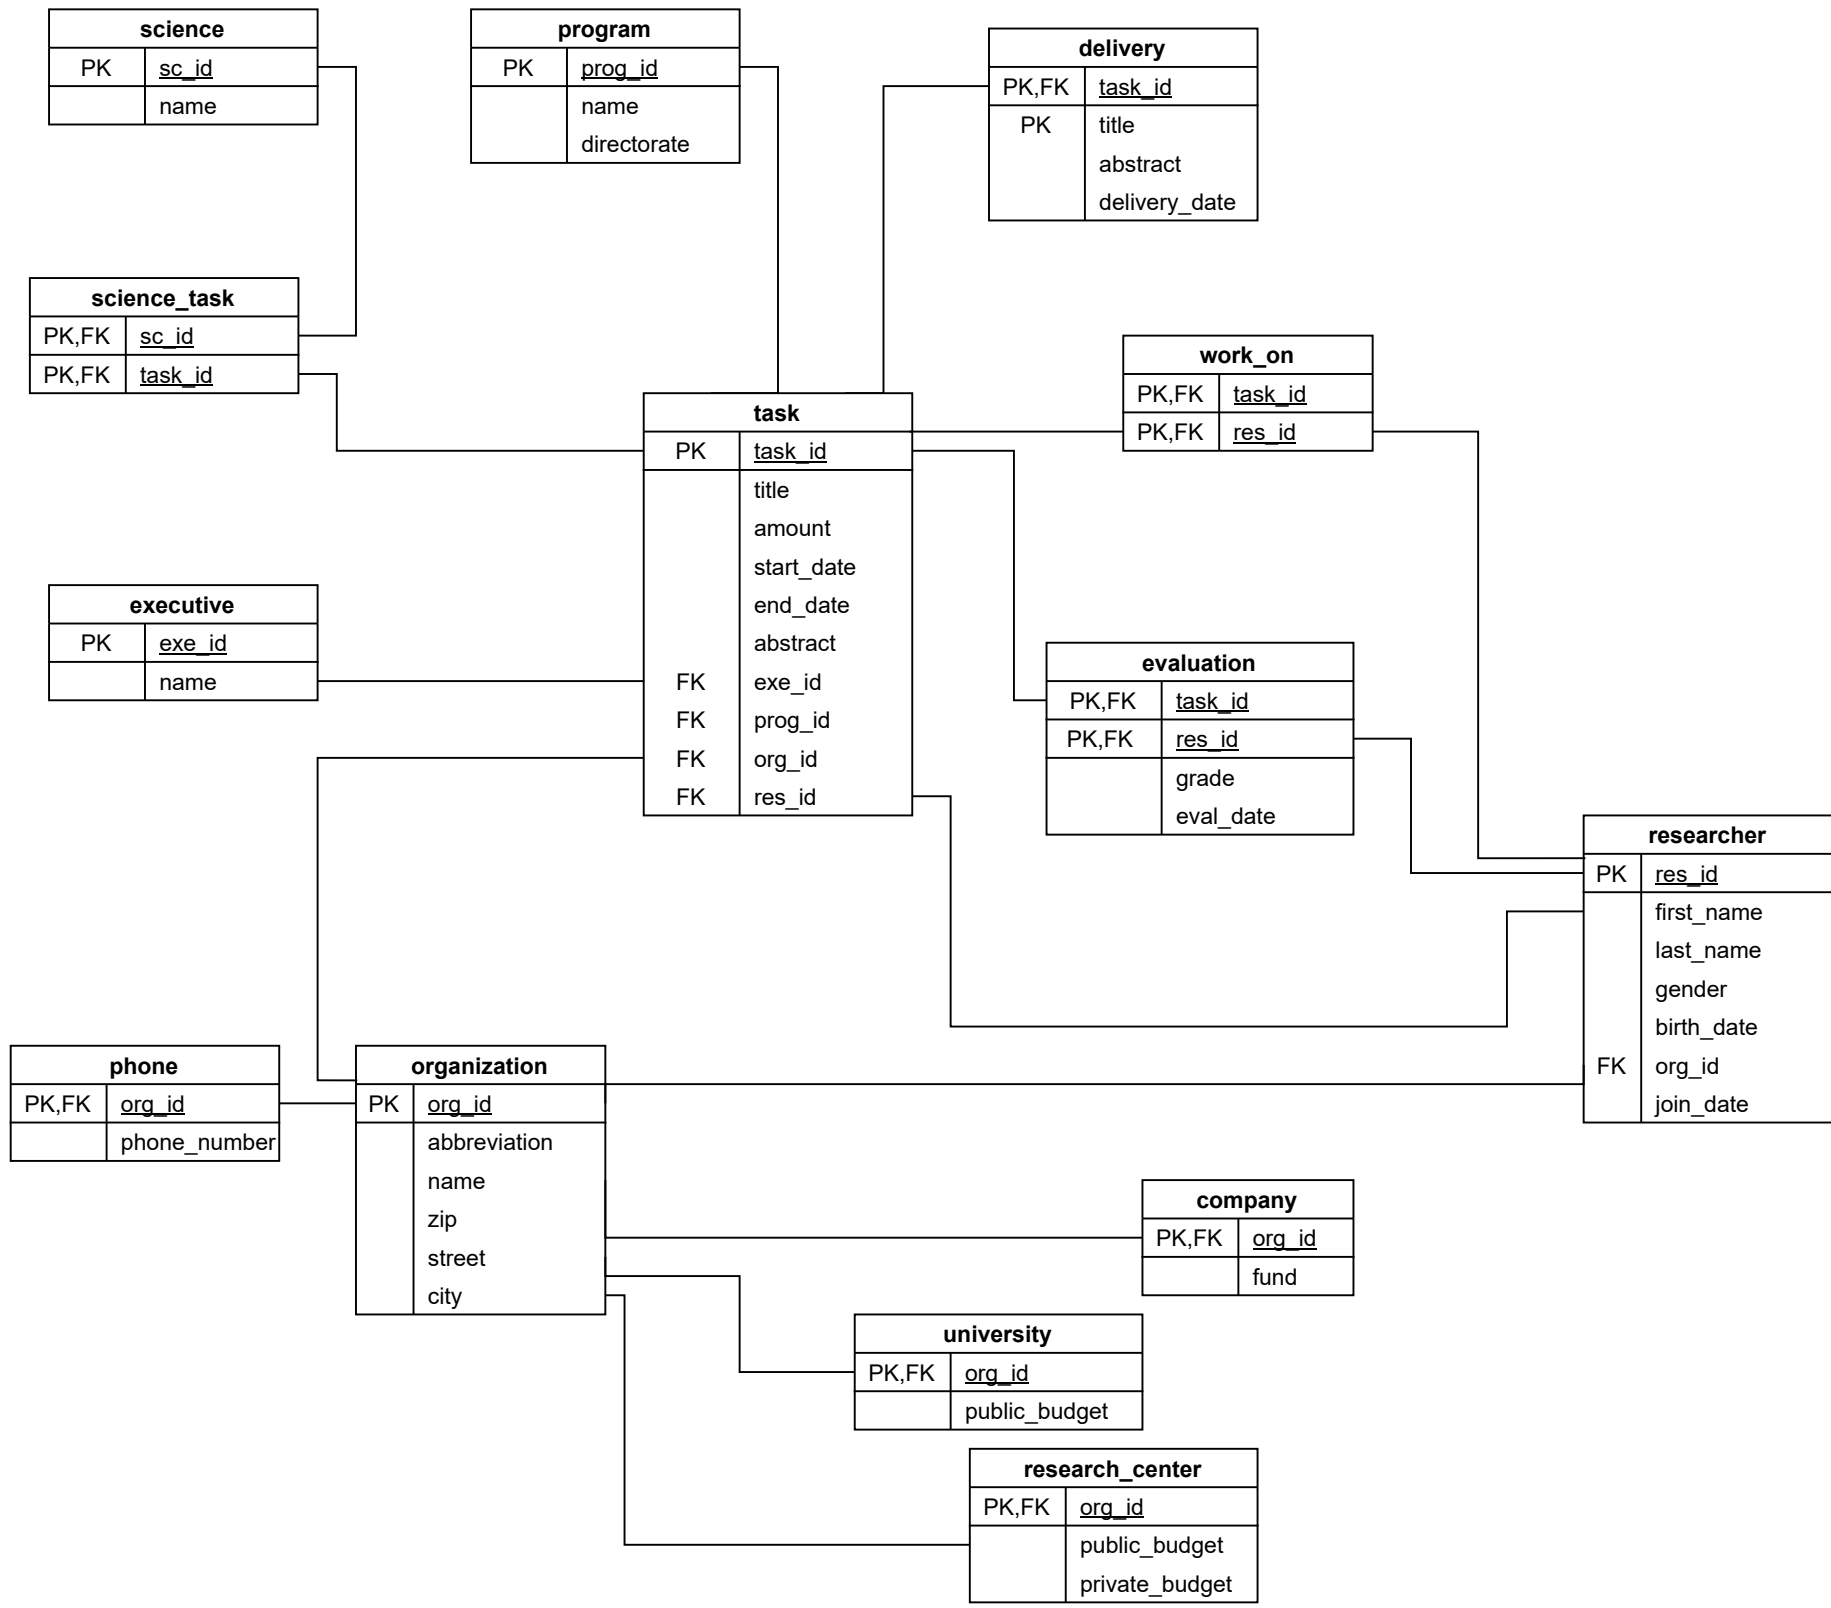 science
PK sc_id
name
program
PK prog_id
name
directorate
delivery
PK,FK task_id
PK title
abstract
delivery_date
science_task
PK,FK sc_id
PK,FK task_id
work_on
PK,FK task_id
PK,FK res_id
task
PK task_id
title
amount
start_date
end_date
abstract
FK exe_id
FK prog_id
FK org_id
FK res_id
executive
PK exe_id
name
evaluation
PK,FK task_id
PK,FK res_id
grade
eval_date
researcher
PK res_id
first_name
last_name
gender
birth_date
FK org_id
join_date
phone
PK,FK org_id
phone_number
organization
PK org_id
abbreviation
name
zip
street
city
company
PK,FK org_id
fund
university
PK,FK org_id
public_budget
research_center
PK,FK org_id
public_budget
private_budget